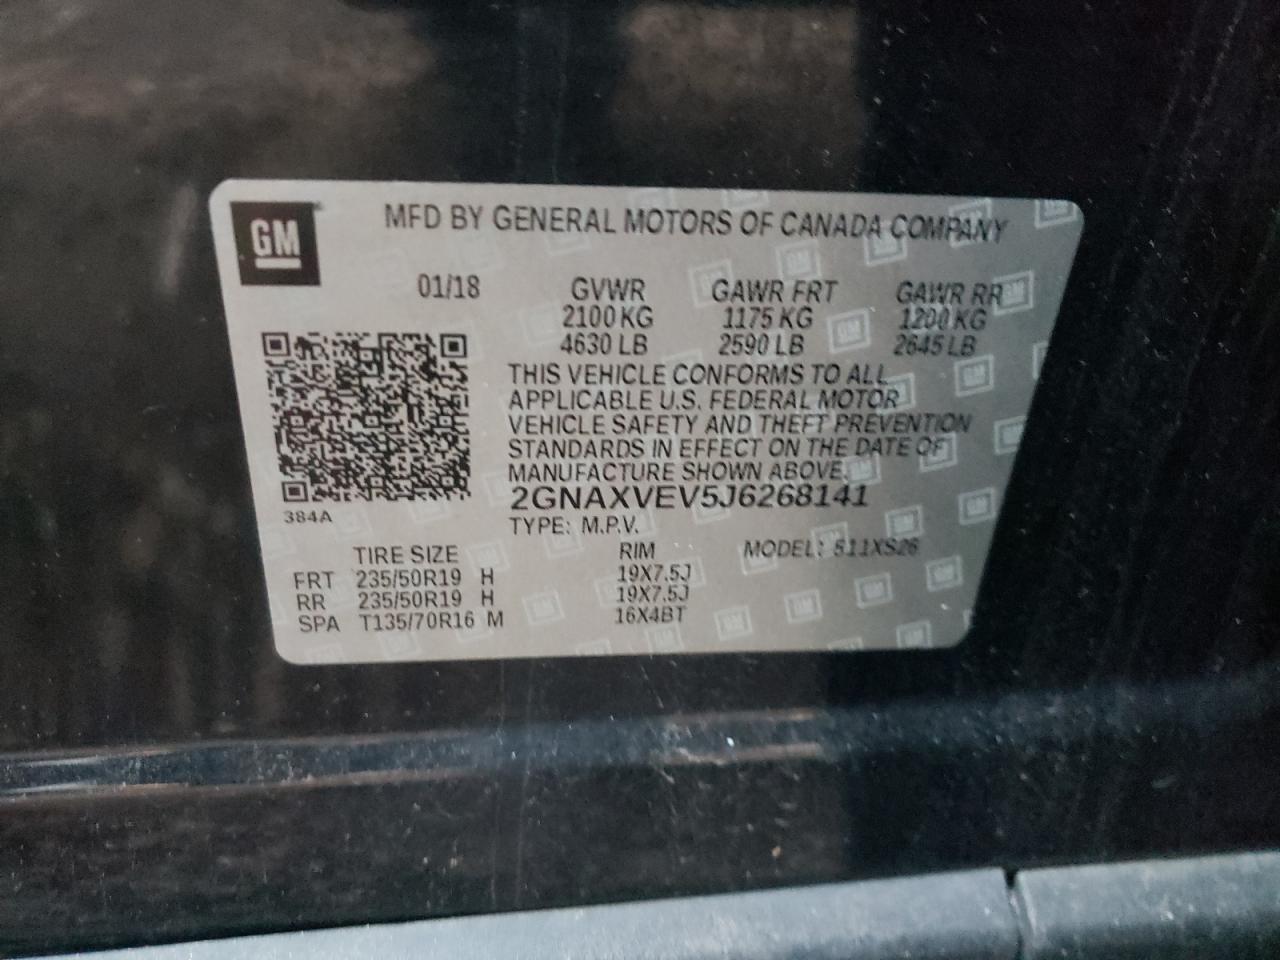 GM
MFD BY GENERAL MOTORS OF CANADA COMPANY
01/18 GVWR GAWR FRT GAWR RR
2100 KG 1175 KG 1200 KG
4630 LB 2590 LB 2645 LB
THIS VEHICLE CONFORMS TO ALL
APPLICABLE U.S. FEDERAL MOTOR
VEHICLE SAFETY AND THEFT PREVENTION
STANDARDS IN EFFECT ON THE DATE OF
MANUFACTURE SHOWN ABOVE.
2GNAXVEV5J6268141
384A
TYPE: M.P.V.
TIRE SIZE RIM MODEL: 511XS26
FRT 235/50R19 H 19X7.5J
RR 235/50R19 H 19X7.5J
SPA T135/70R16 M 16X4BT